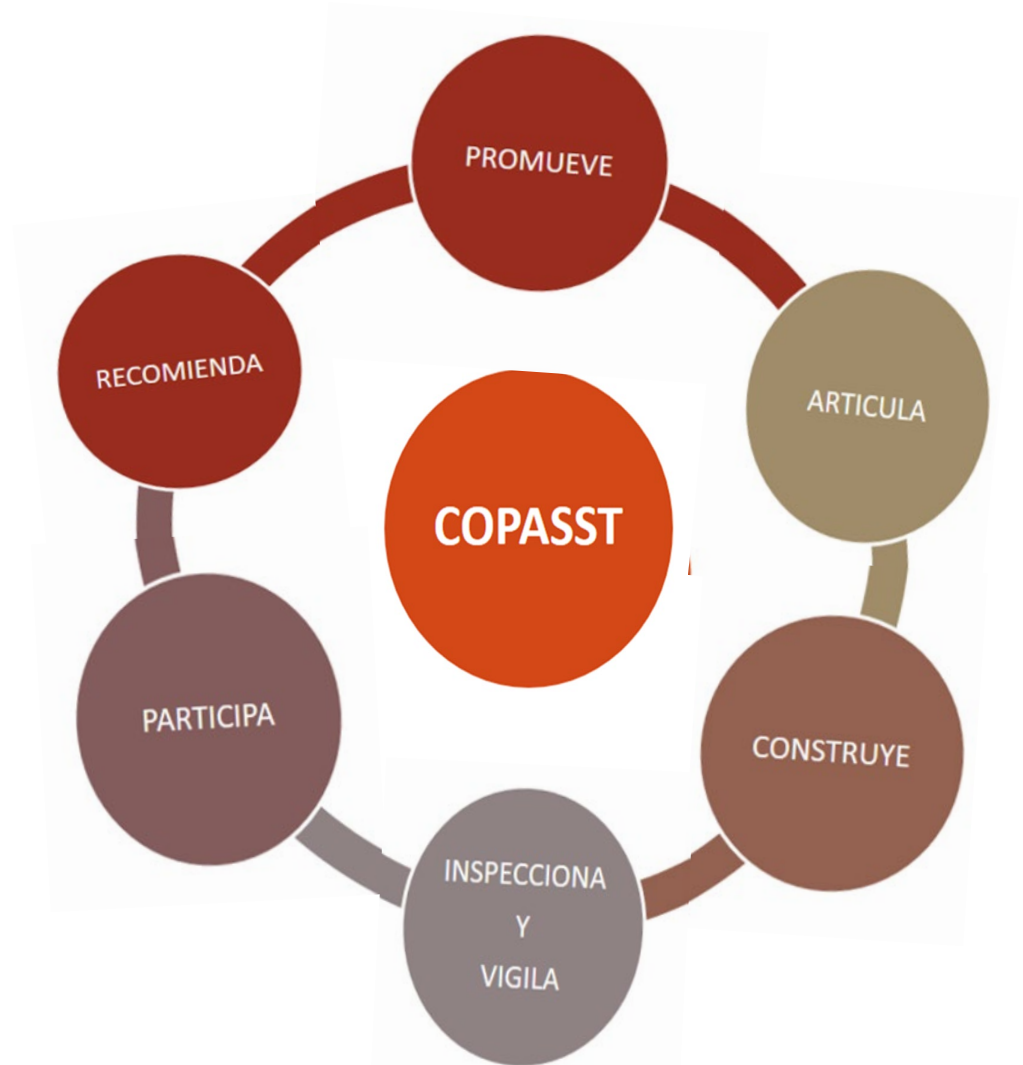 PROMUEVE
ARTICULA
CONSTRUYE
INSPECCIONA
Y
VIGILA
PARTICIPA
RECOMIENDA
COPASST